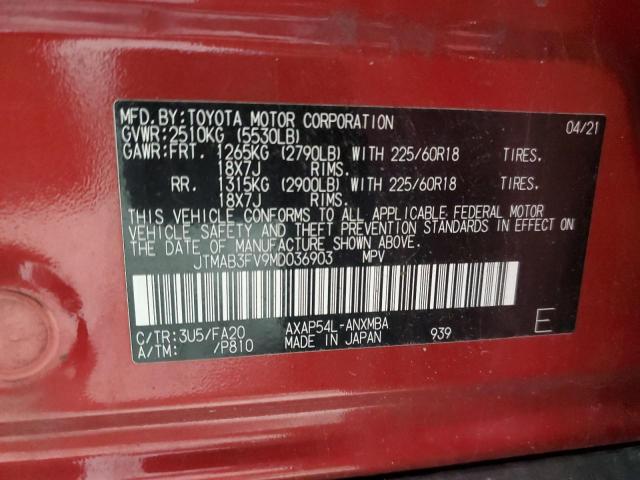 MFD. BY: TOYOTA MOTOR CORPORATION 04/21
GVWR: 2510KG (5530LB)
GAWR: FRT. 1265KG (2790LB) WITH 225/60R18 TIRES.
18X7J RIMS.
RR. 1315KG (2900LB) WITH 225/60R18 TIRES.
18X7J RIMS.
THIS VEHICLE CONFORMS TO ALL APPLICABLE FEDERAL MOTOR
VEHICLE SAFETY AND THEFT PREVENTION STANDARDS IN EFFECT ON
THE DATE OF MANUFACTURE SHOWN ABOVE.
JTMAB3FV9MD036903 MPV
C/TR: 3U5/FA20 AXAP54L-ANXMBA E
A/TM: /P810 MADE IN JAPAN 939